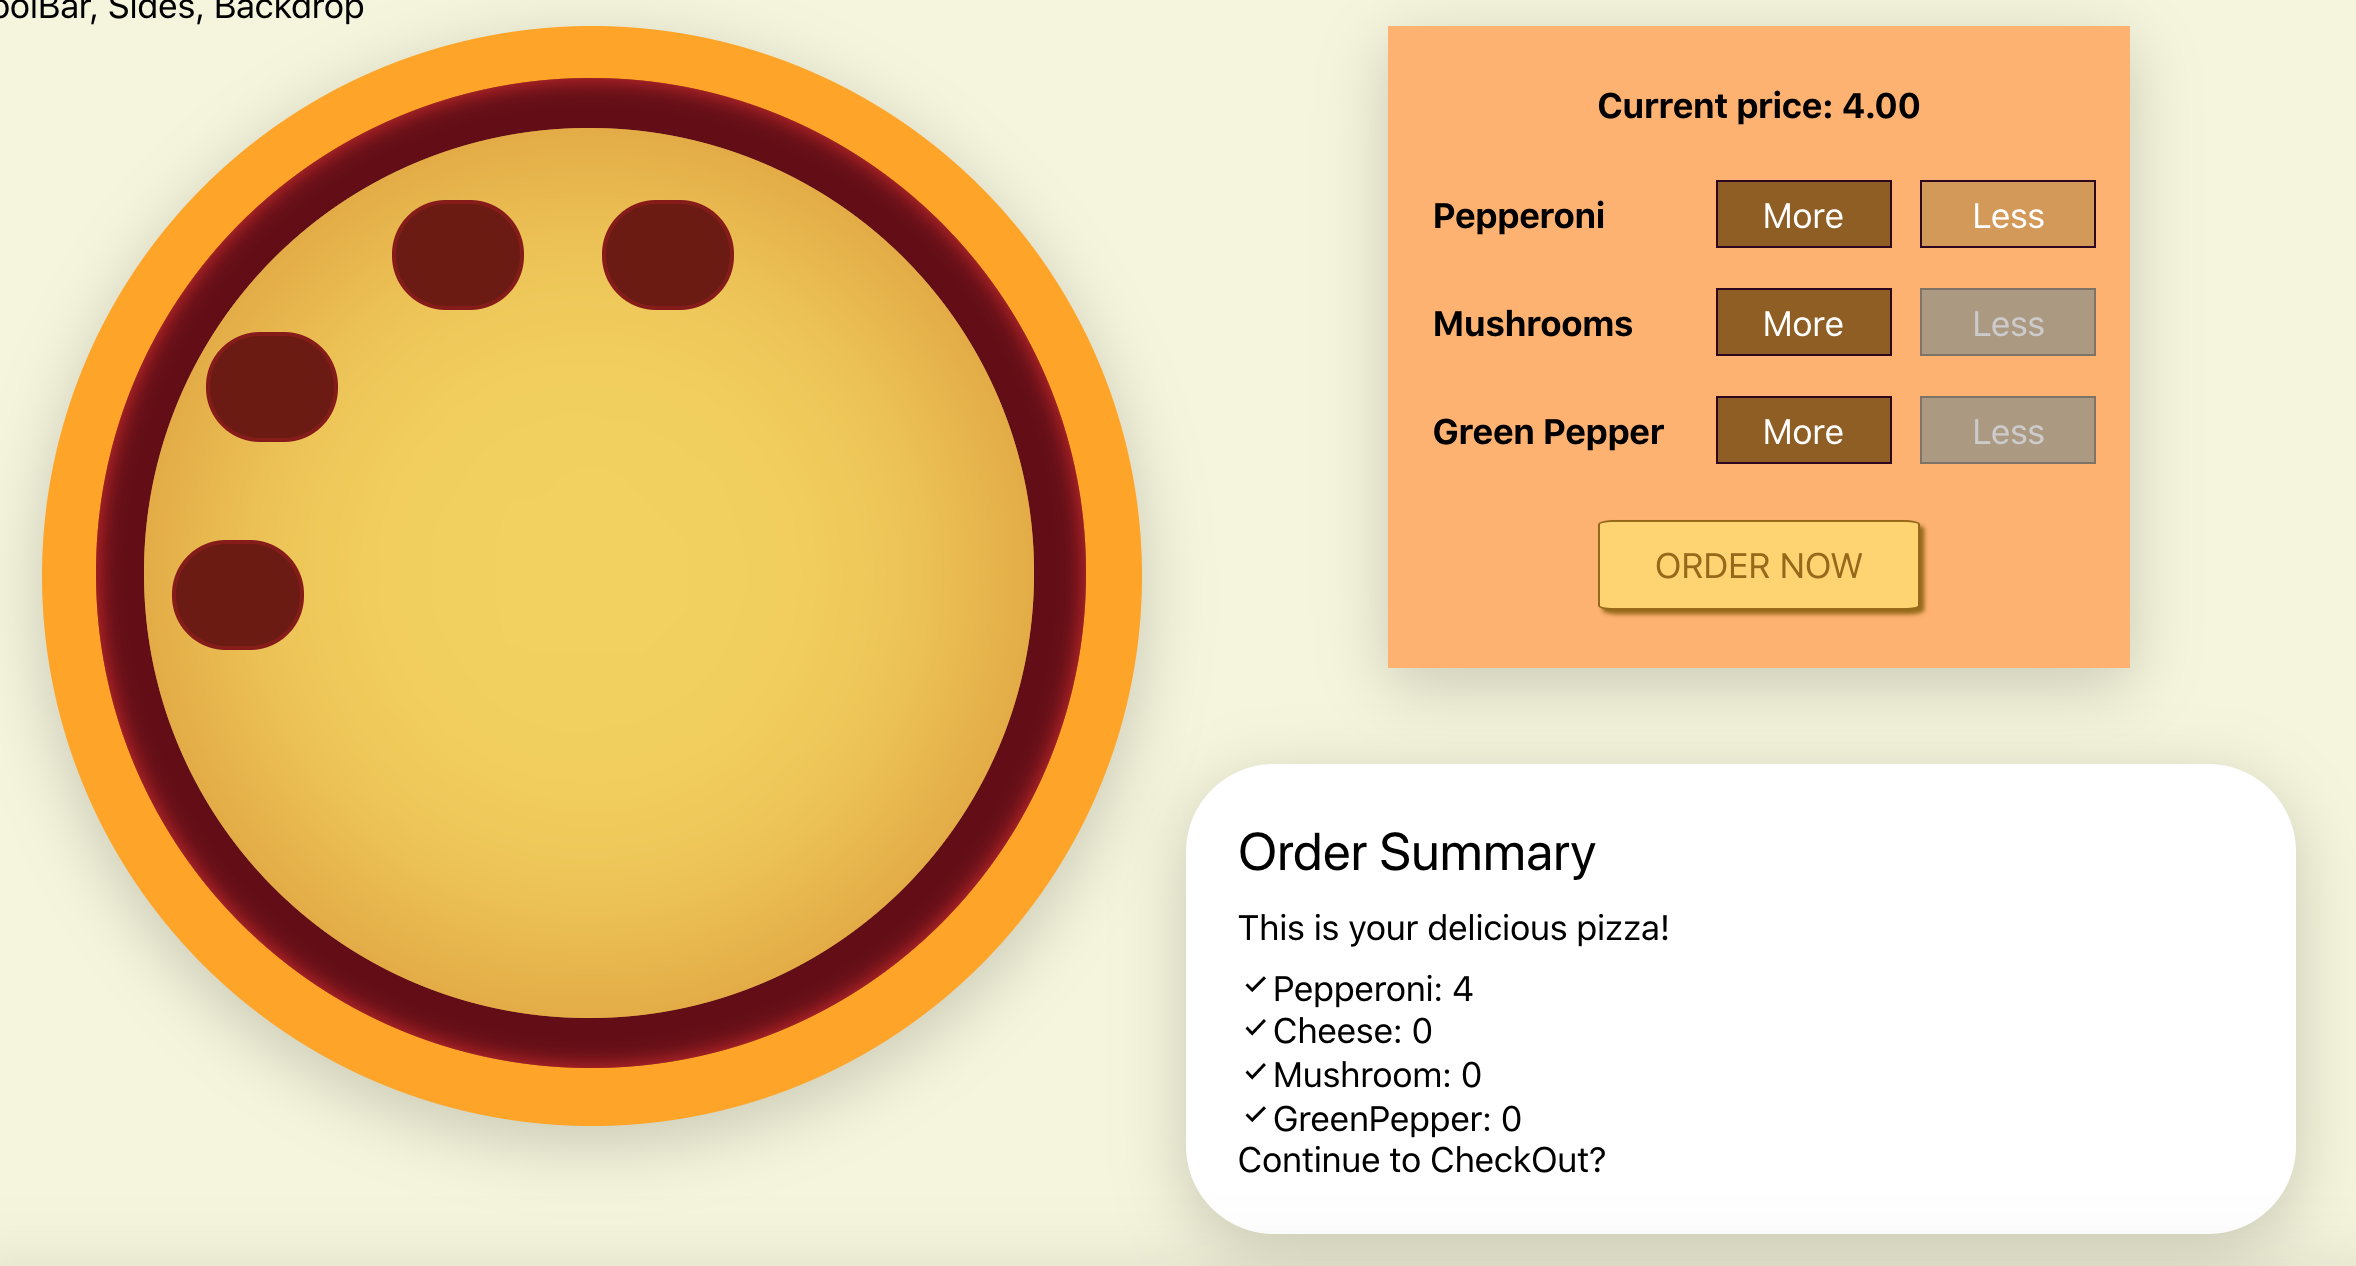 Sides, Backdrop
Current price: 4.00
Pepperoni More Less
Mushrooms More Less
Green Pepper More Less
ORDER NOW
Order Summary
This is your delicious pizza!
Pepperoni: 4
Cheese: 0
Mushroom: 0
GreenPepper: 0
Continue to CheckOut?